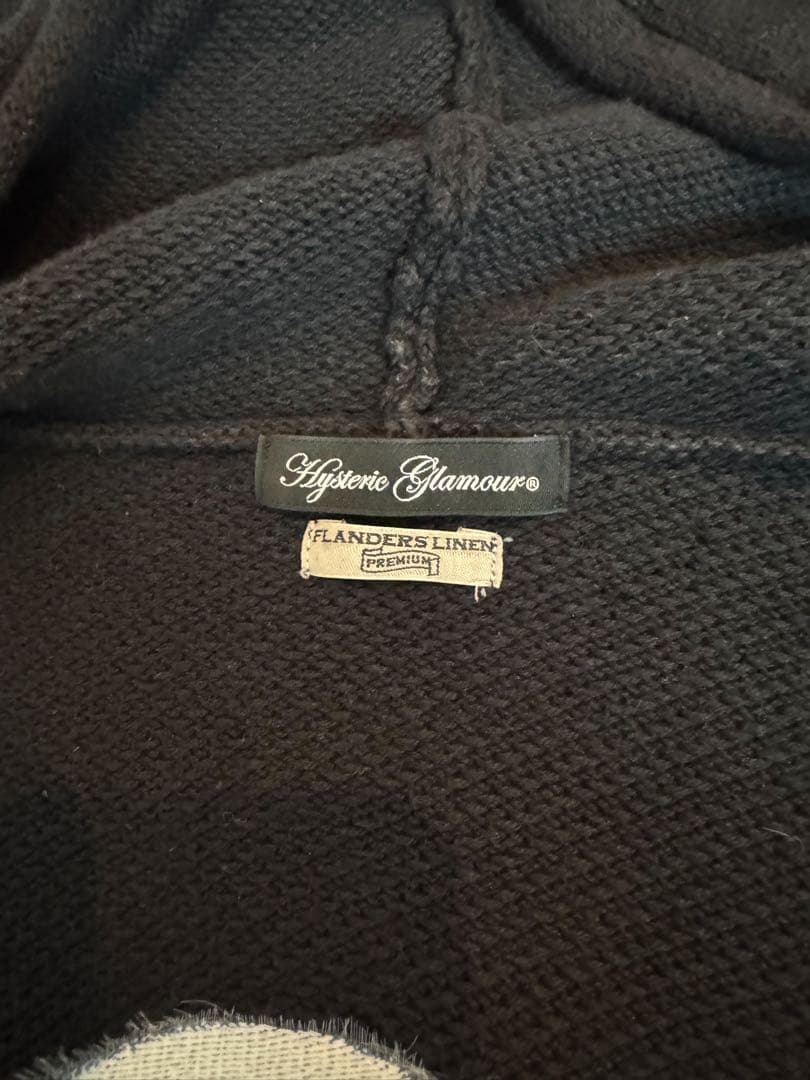 Hysteric Glamour®
FLANDERS LINEN
PREMIUM